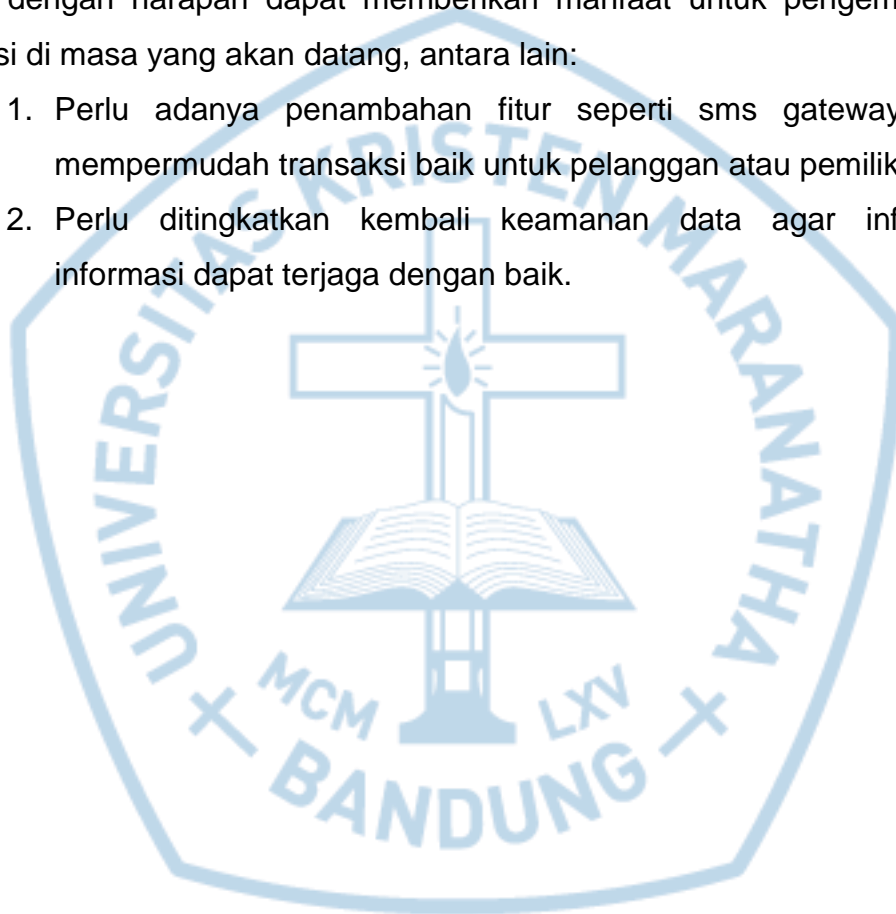 dengan harapan dapat memberikan manfaat untuk
si di masa yang akan datang, antara lain:
1. Perlu adanya penambahan fitur seperti sms gateway
mempermudah transaksi baik untuk pelanggan atau pemilik
2. Perlu ditingkatkan kembali keamanan data agar inf
informasi dapat terjaga dengan baik.
UNIVERSITAS KRISTEN MARANATHA
MCM LXV
BANDUNG